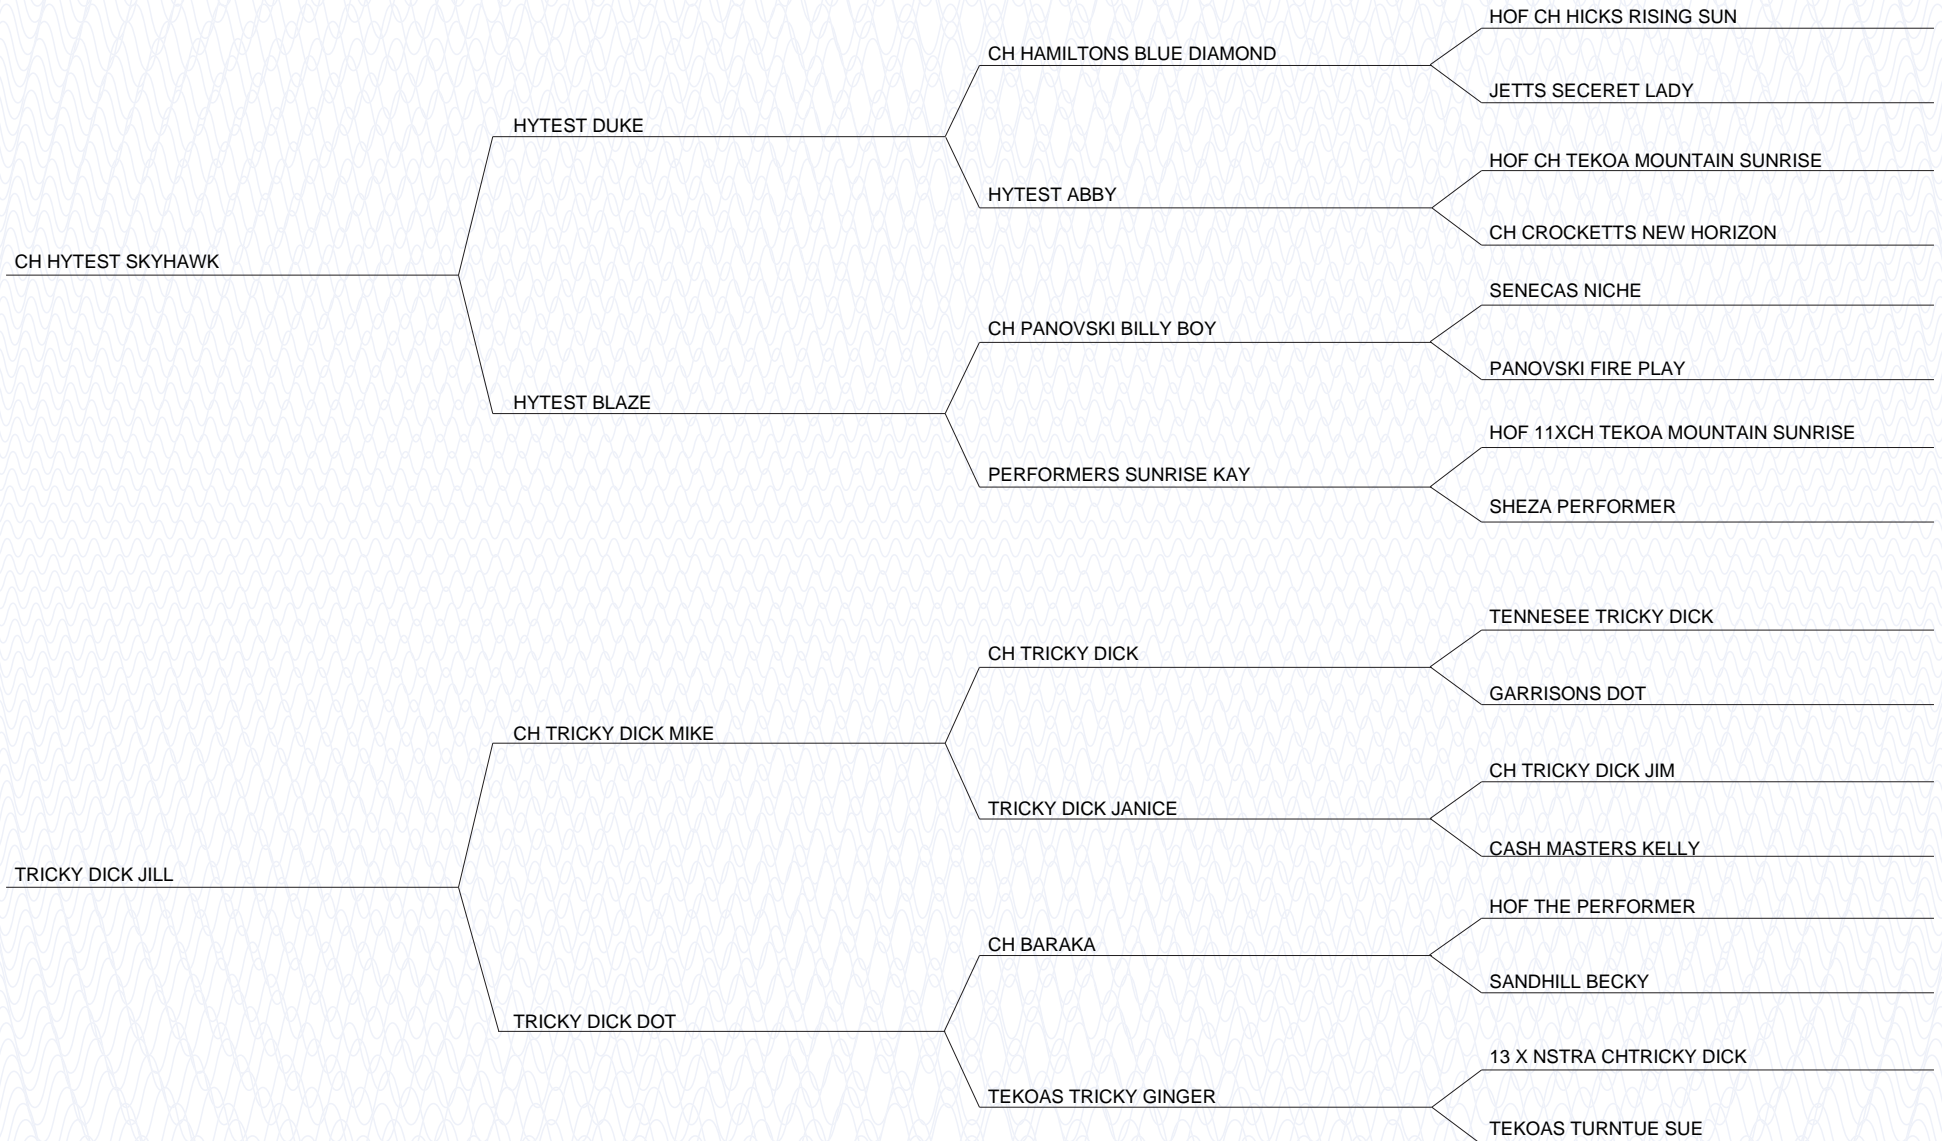 HOF CH HICKS RISING SUN
CH HAMILTONS BLUE DIAMOND
JETTS SECERET LADY
HYTEST DUKE
HOF CH TEKOA MOUNTAIN SUNRISE
HYTEST ABBY
CH CROCKETTS NEW HORIZON
CH HYTEST SKYHAWK
SENECAS NICHE
CH PANOVSKI BILLY BOY
PANOVSKI FIRE PLAY
HYTEST BLAZE
HOF 11XCH TEKOA MOUNTAIN SUNRISE
PERFORMERS SUNRISE KAY
SHEZA PERFORMER
TENNESEE TRICKY DICK
CH TRICKY DICK
GARRISONS DOT
CH TRICKY DICK MIKE
CH TRICKY DICK JIM
TRICKY DICK JANICE
CASH MASTERS KELLY
TRICKY DICK JILL
HOF THE PERFORMER
CH BARAKA
SANDHILL BECKY
TRICKY DICK DOT
13 X NSTRA CHTRICKY DICK
TEKOAS TRICKY GINGER
TEKOAS TURNTUE SUE